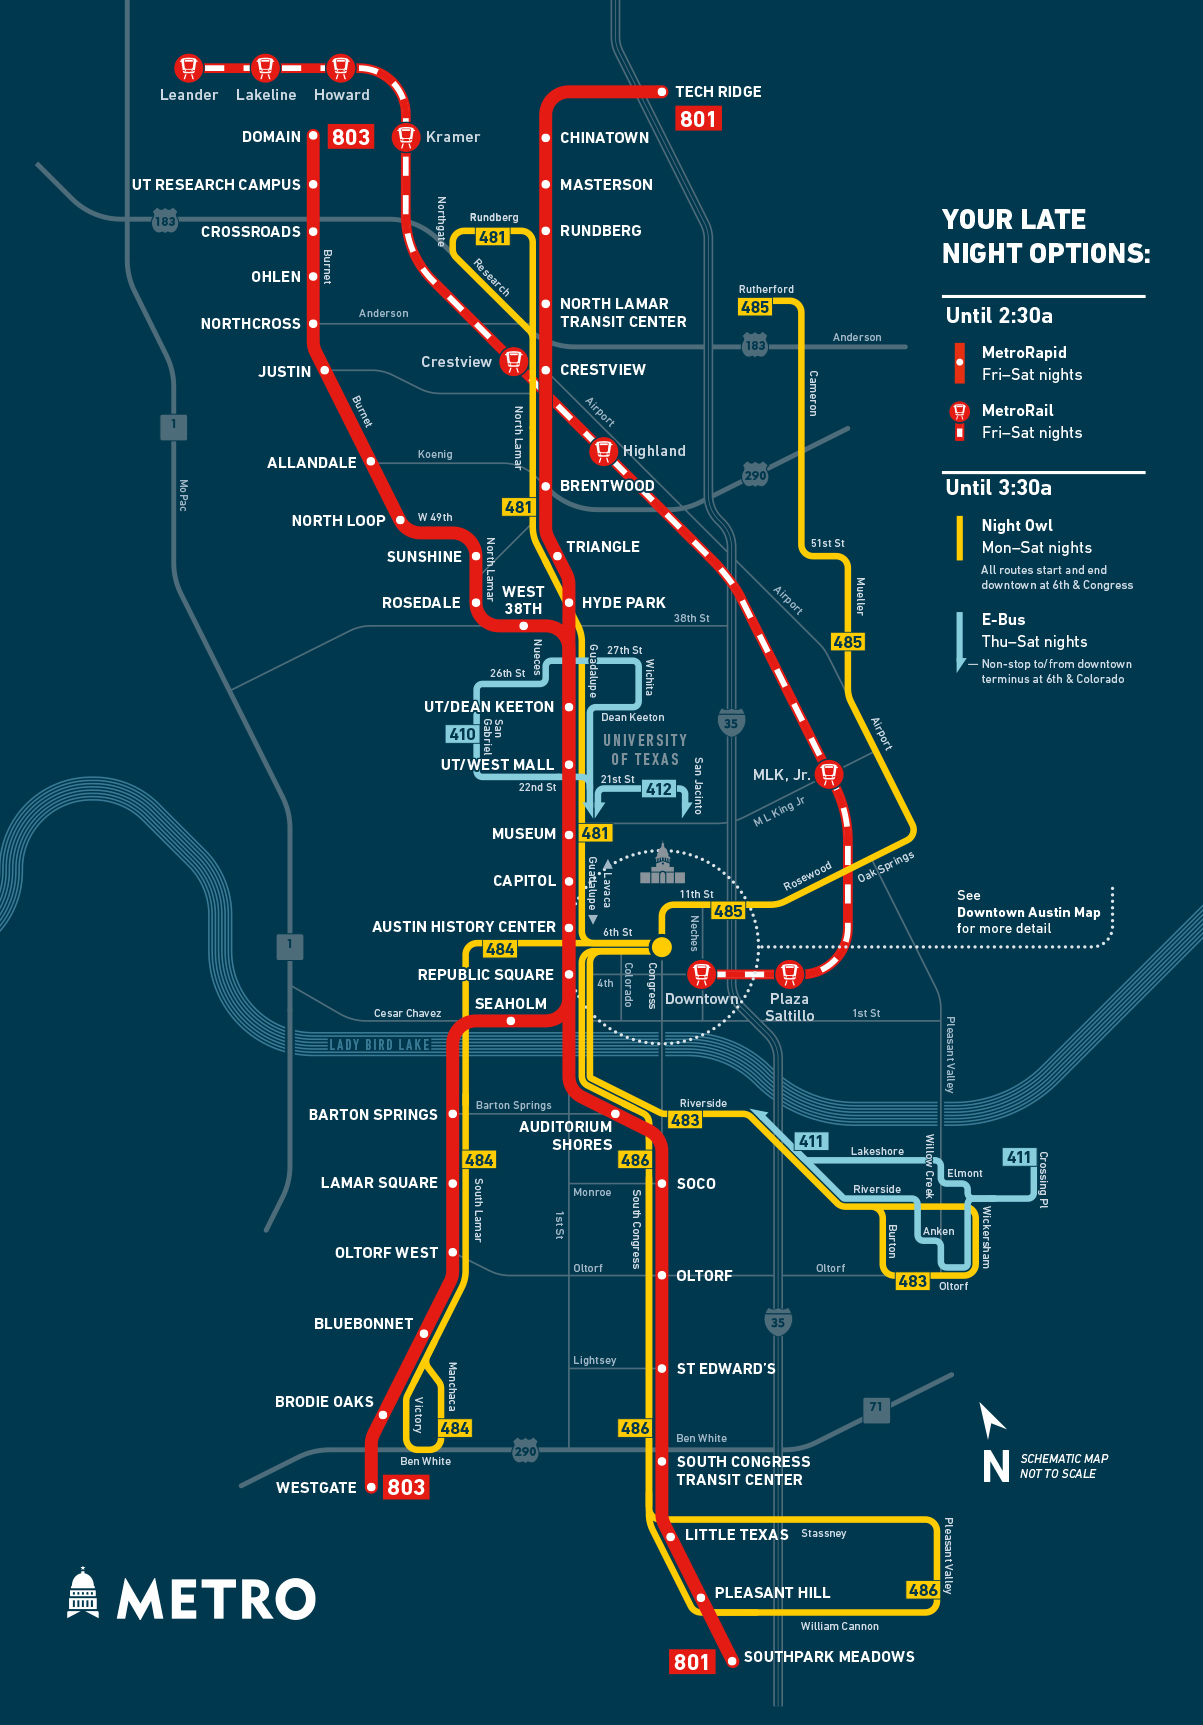 Leander
Lakeline
Howard
TECH RIDGE
801
DOMAIN
803
Kramer
CHINATOWN
UT RESEARCH CAMPUS
MASTERSON
183
CROSSROADS
Northgate
Rundberg
481
RUNDBERG
YOUR LATE
NIGHT OPTIONS:
OHLEN
Burnet
Research
NORTH LAMAR
TRANSIT CENTER
Rutherford
485
Until 2:30a
MetroRapid
Fri–Sat nights
MetroRail
Fri–Sat nights
Until 3:30a
Night Owl
Mon–Sat nights
All routes start and end
downtown at 6th & Congress
E-Bus
Thu–Sat nights
Non-stop to/from downtown
terminus at 6th & Colorado
NORTHCROSS
Anderson
183
Anderson
JUSTIN
Crestview
CRESTVIEW
Cameron
1
Burnet
North Lamar
Airport
ALLANDALE
Koenig
Highland
290
MoPac
BRENTWOOD
481
NORTH LOOP
W 49th
SUNSHINE
North Lamar
TRIANGLE
51st St
ROSEDALE
WEST
38TH
HYDE PARK
Airport
Mueller
38th St
485
Nueces
Guadalupe
27th St
Wichita
26th St
UT/DEAN KEETON
Dean Keeton
35
Airport
410
San
Gabriel
UNIVERSITY
OF TEXAS
UT/WEST MALL
22nd St
21st St
412
San Jacinto
MLK, Jr.
M L King Jr
MUSEUM
481
Guadalupe
Lavaca
CAPITOL
Rosewood
Oak Springs
11th St
485
Neches
See
Downtown Austin Map
for more detail
AUSTIN HISTORY CENTER
6th St
484
1
REPUBLIC SQUARE
4th
Colorado
Congress
Downtown
Plaza
Saltillo
SEAHOLM
Cesar Chavez
1st St
Pleasant Valley
LADY BIRD LAKE
BARTON SPRINGS
Barton Springs
AUDITORIUM
SHORES
Riverside
483
411
Lakeshore
Willow Creek
411
Crossing Pl
484
486
Elmont
LAMAR SQUARE
South Lamar
Monroe
SOCO
Riverside
1st St
South Congress
Burton
Anken
Wickersham
OLTORF WEST
Oltorf
OLTORF
Oltorf
483
Oltorf
BLUEBONNET
35
Lightsey
ST EDWARD'S
Manchaca
BRODIE OAKS
Victory
484
486
71
Ben White
290
Ben White
SOUTH CONGRESS
TRANSIT CENTER
N
SCHEMATIC MAP
NOT TO SCALE
WESTGATE
803
LITTLE TEXAS
Stassney
Pleasant Valley
PLEASANT HILL
486
William Cannon
METRO
801
SOUTHPARK MEADOWS